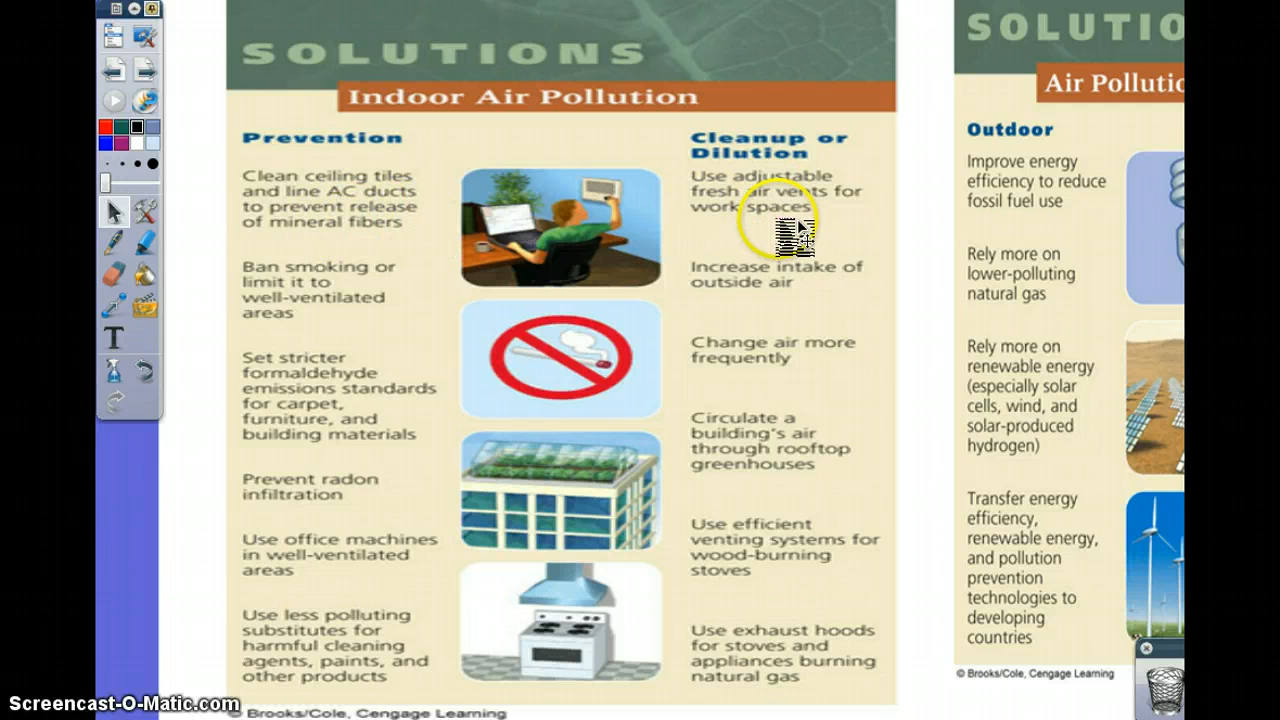 SOLUTIONS
Indoor Air Pollution
Prevention
Clean ceiling tiles
and line AC ducts
to prevent release
of mineral fibers
Ban smoking or
limit it to
well-ventilated
areas
Set stricter
formaldehyde
emissions standards
for carpet,
furniture, and
building materials
Prevent radon
infiltration
Use office machines
in well-ventilated
areas
Use less polluting
substitutes for
harmful cleaning
agents, paints, and
other products
Cleanup or
Dilution
Use adjustable
fresh air vents for
work spaces
Increase intake of
outside air
Change air more
frequently
Circulate a
building's air
through rooftop
greenhouses
Use efficient
venting systems for
wood-burning
stoves
Use exhaust hoods
for stoves and
appliances burning
natural gas
© Brooks/Cole, Cengage Learning
SOLUTIO
Air Pollutio
Outdoor
Improve energy
efficiency to reduce
fossil fuel use
Rely more on
lower-polluting
natural gas
Rely more on
renewable energy
(especially solar
cells, wind, and
solar-produced
hydrogen)
Transfer energy
efficiency,
renewable energy,
and pollution
prevention
technologies to
developing
countries
© Brooks/Cole, Cengage Learning
T
Screencast-O-Matic.com